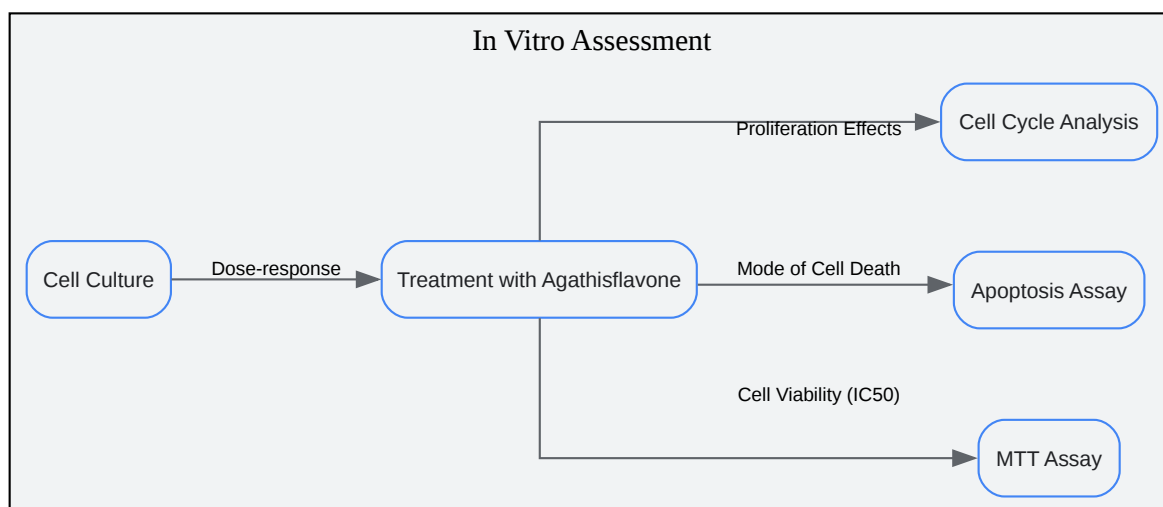 In Vitro Assessment
Proliferation Effects
Cell Cycle Analysis
Cell Culture
Dose-response
Treatment with Agathisflavone
Mode of Cell Death
Apoptosis Assay
Cell Viability (IC50)
MTT Assay